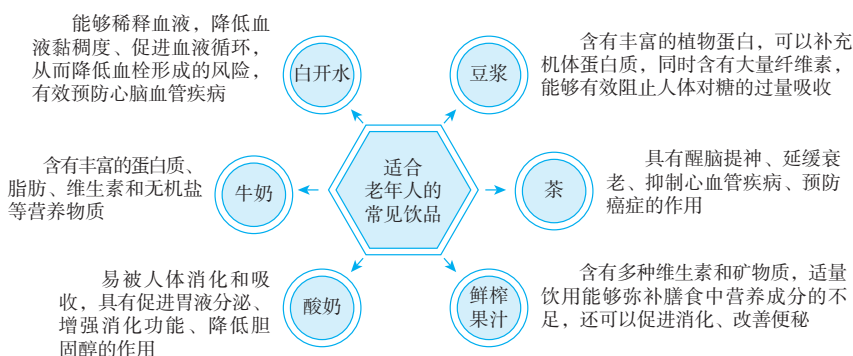 能够稀释血液，降低血
液黏稠度、促进血液循环，
从而降低血栓形成的风险，
有效预防心脑血管疾病
白开水
豆浆
含有丰富的植物蛋白，可以补充
机体蛋白质，同时含有大量纤维素，
能够有效阻止人体对糖的过量吸收
含有丰富的蛋白质、
脂肪、维生素和无机盐
等营养物质
牛奶
适合
老年人的
常见饮品
茶
具有醒脑提神、延缓衰
老、抑制心血管疾病、预防
癌症的作用
易被人体消化和吸
收，具有促进胃液分泌、
增强消化功能、降低胆
固醇的作用
酸奶
鲜榨
果汁
含有多种维生素和矿物质，适量
饮用能够弥补膳食中营养成分的不
足，还可以促进消化、改善便秘